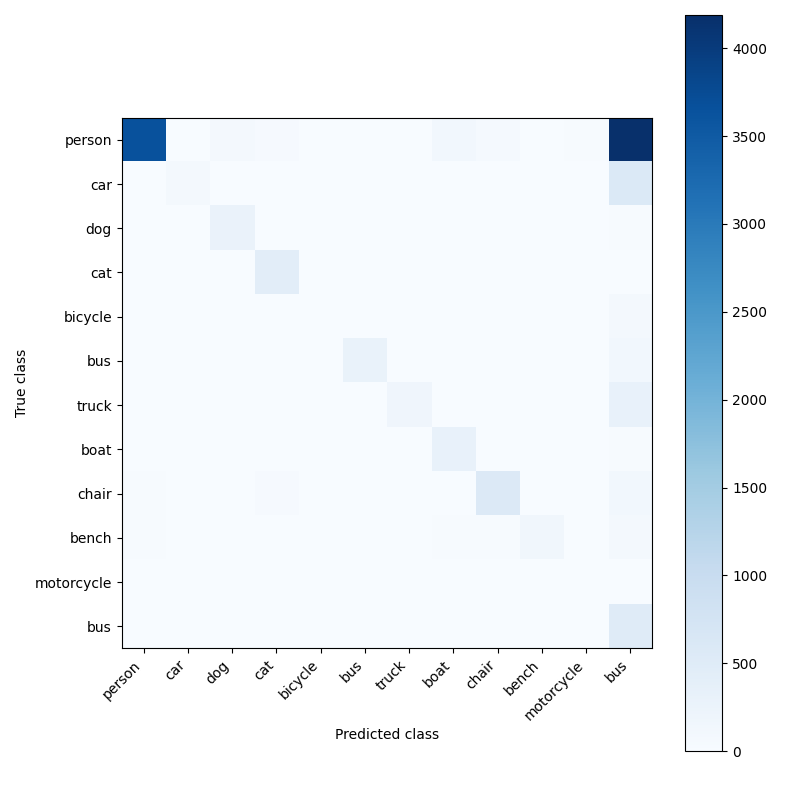 person
car
dog
cat
bicycle
bus
truck
boat
chair
bench
motorcycle
bus
True class
person
car
dog
cat
bicycle
bus
truck
boat
chair
bench
motorcycle
bus
Predicted class
4000
3500
3000
2500
2000
1500
1000
500
0